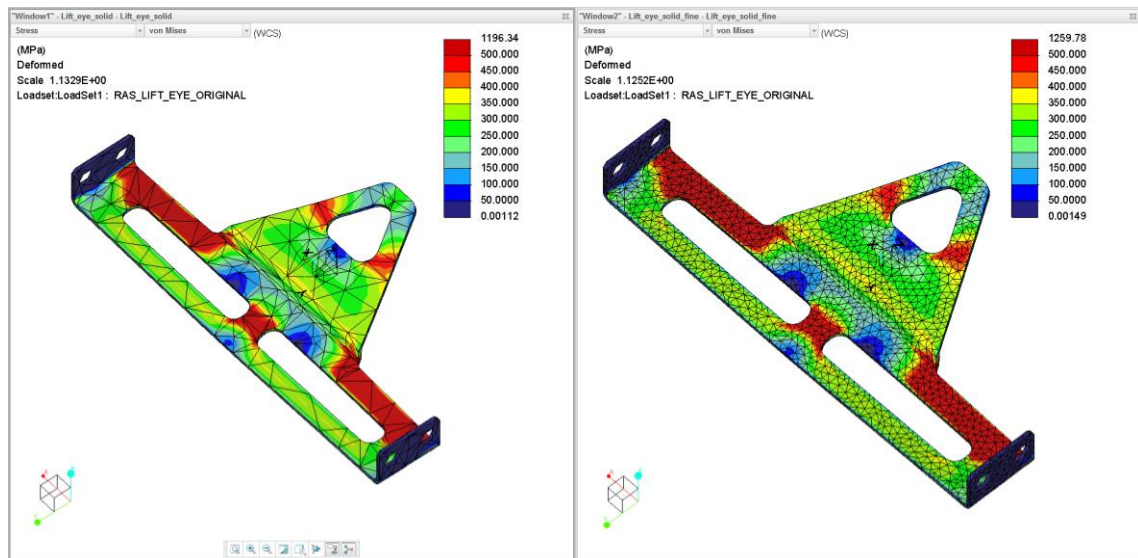 "Window1" - Lift_eye_solid - Lift_eye_solid
Stress von Mises (WCS)
(MPa)
Deformed
Scale 1.1329E+00
Loadset:LoadSet1 : RAS_LIFT_EYE_ORIGINAL
1196.34
500.000
450.000
400.000
350.000
300.000
250.000
200.000
150.000
100.000
50.0000
0.00112
"Window2" - Lift_eye_solid_fine - Lift_eye_solid_fine
Stress von Mises (WCS)
(MPa)
Deformed
Scale 1.1252E+00
Loadset:LoadSet1 : RAS_LIFT_EYE_ORIGINAL
1259.78
500.000
450.000
400.000
350.000
300.000
250.000
200.000
150.000
100.000
50.0000
0.00149